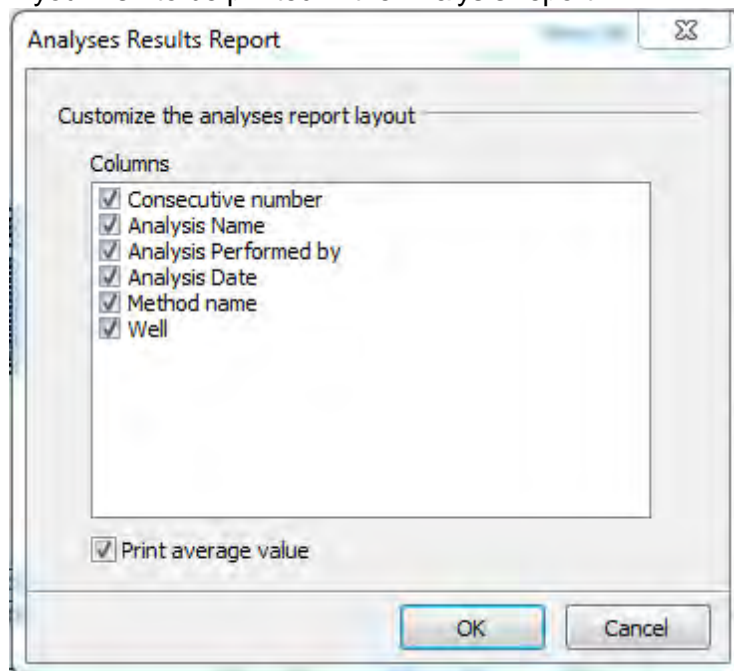 Analyses Results Report
Customize the analyses report layout
Columns
Consecutive number
Analysis Name
Analysis Performed by
Analysis Date
Method name
Well
Print average value
OK Cancel